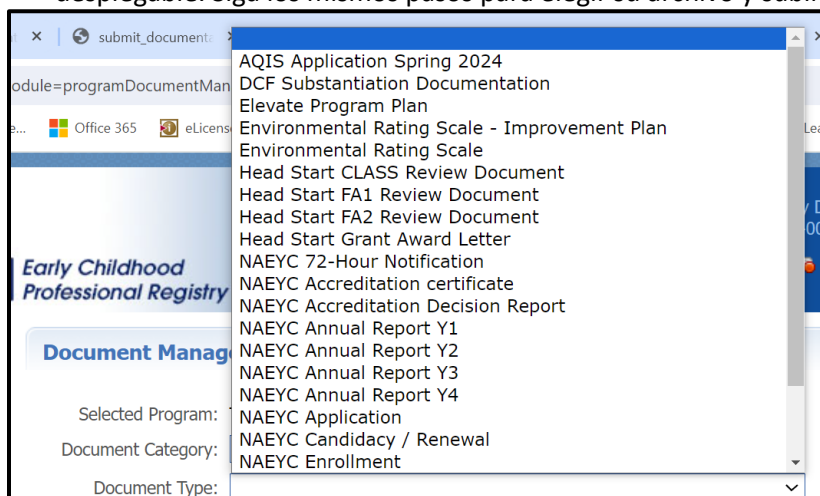 desplegable. Siga los mismos pasos para elegir su archivo y subir
submit_documenta
AQIS Application Spring 2024
DCF Substantiation Documentation
odule=programDocumentMan
Elevate Program Plan
Office 365 eLicens
Environmental Rating Scale - Improvement Plan
Environmental Rating Scale
Head Start CLASS Review Document
Head Start FA1 Review Document
Head Start FA2 Review Document
Head Start Grant Award Letter
NAEYC 72-Hour Notification
Early Childhood
Professional Registry
NAEYC Accreditation certificate
NAEYC Accreditation Decision Report
NAEYC Annual Report Y1
Document Manag
NAEYC Annual Report Y2
NAEYC Annual Report Y3
NAEYC Annual Report Y4
Selected Program:
NAEYC Application
NAEYC Candidacy / Renewal
Document Category:
NAEYC Enrollment
Document Type: